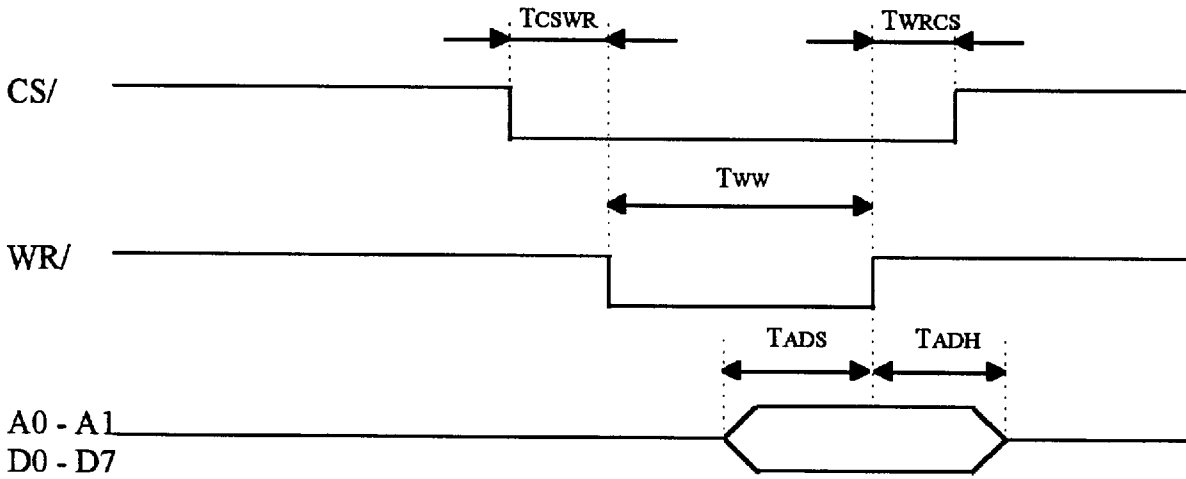 TCSWR
TWRCS
CS/
TWW
WR/
TADS
TADH
A0 - A1
D0 - D7